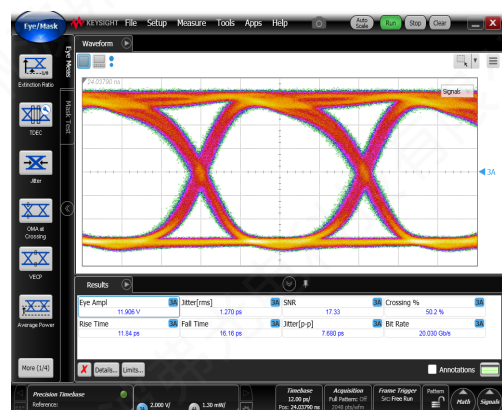 Eye/Mask
KEYSIGHT File Setup Measure Tools Apps Help
Auto Scale
Run
Stop
Clear
Eye Meas
Mask Test
Waveform
Extinction Ratio
TDEC
Jitter
OMA at Crossing
VECP
Average Power
More (1/4)
24.03790 ns
Signals
3A
Results
Eye Ampl 3A Jitter[rms] 3A SNR 3A Crossing % 3A
11.906 V 1.270 ps 17.33 50.2 %
Rise Time 3A Fall Time 3A Jitter[p-p] 3A Bit Rate 3A
11.84 ps 16.16 ps 7.680 ps 20.030 Gb/s
Details... Limits...
Annotations
Precision Timebase
Reference:
2.000 V/
1.30 mW/
Timebase
12.00 ps/
Pos: 24.03790 ns
Acquisition
Full Pattern: Off
2048 pts/wfm
Frame Trigger
Src: Free Run
Pattern
Math
Signals